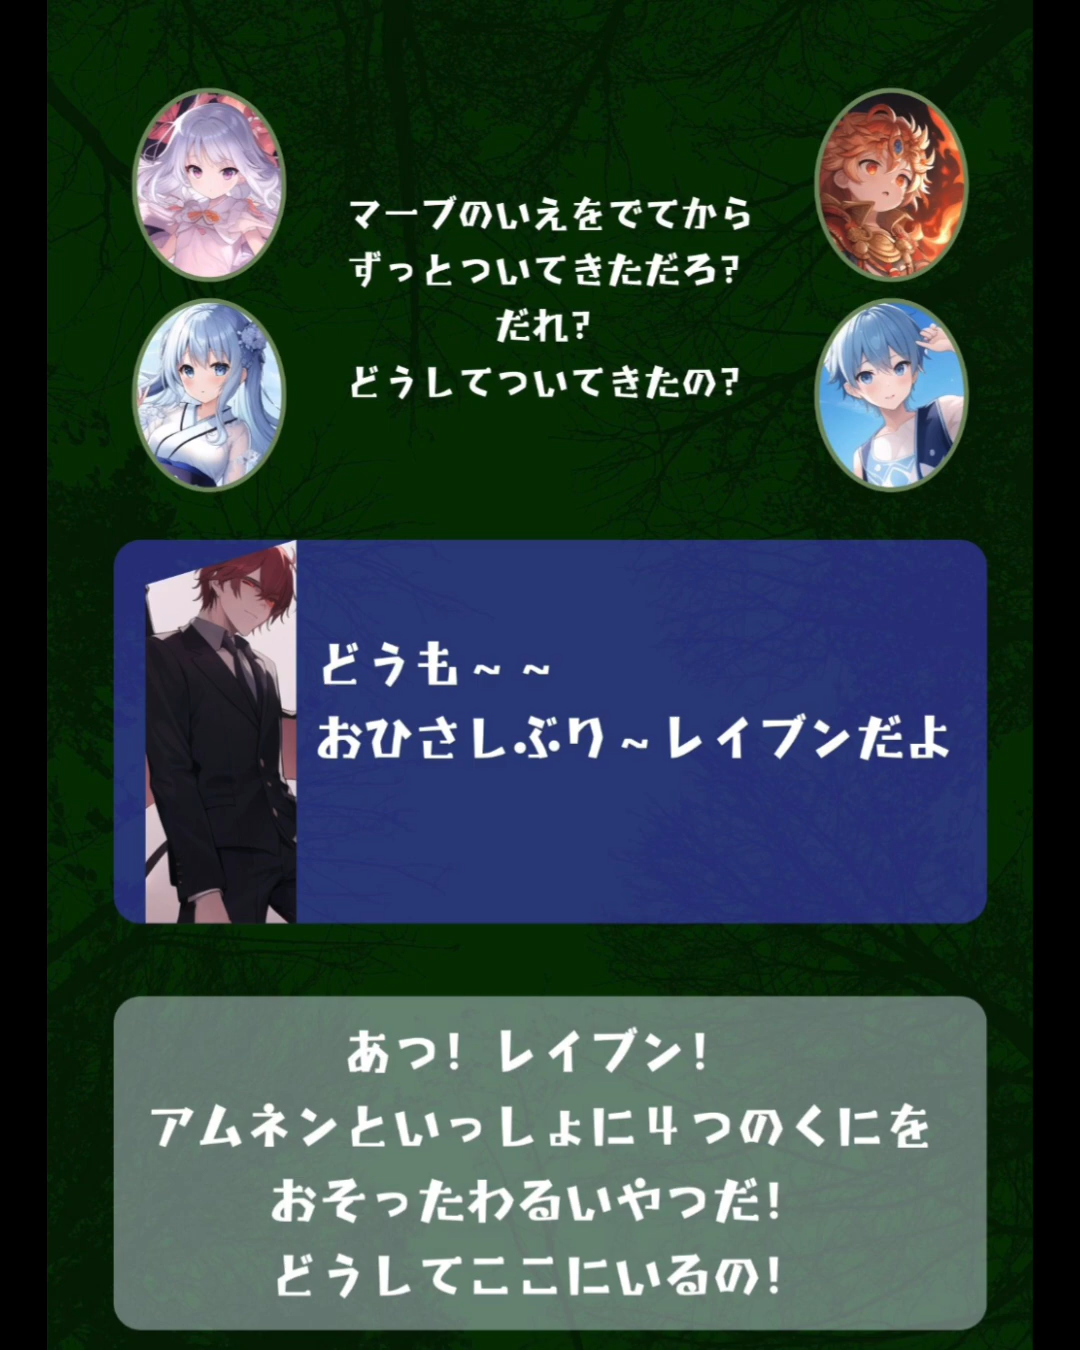 マーブのいえをでてから
ずっとついてきただろ?
だれ?
どうしてついてきたの?
どうも~~
おひさしぶり~レイブンだよ
あつ! レイブン!
アムネンといっしょに4つのくにを
おそったわるいやつだ!
どうしてここにいるの!